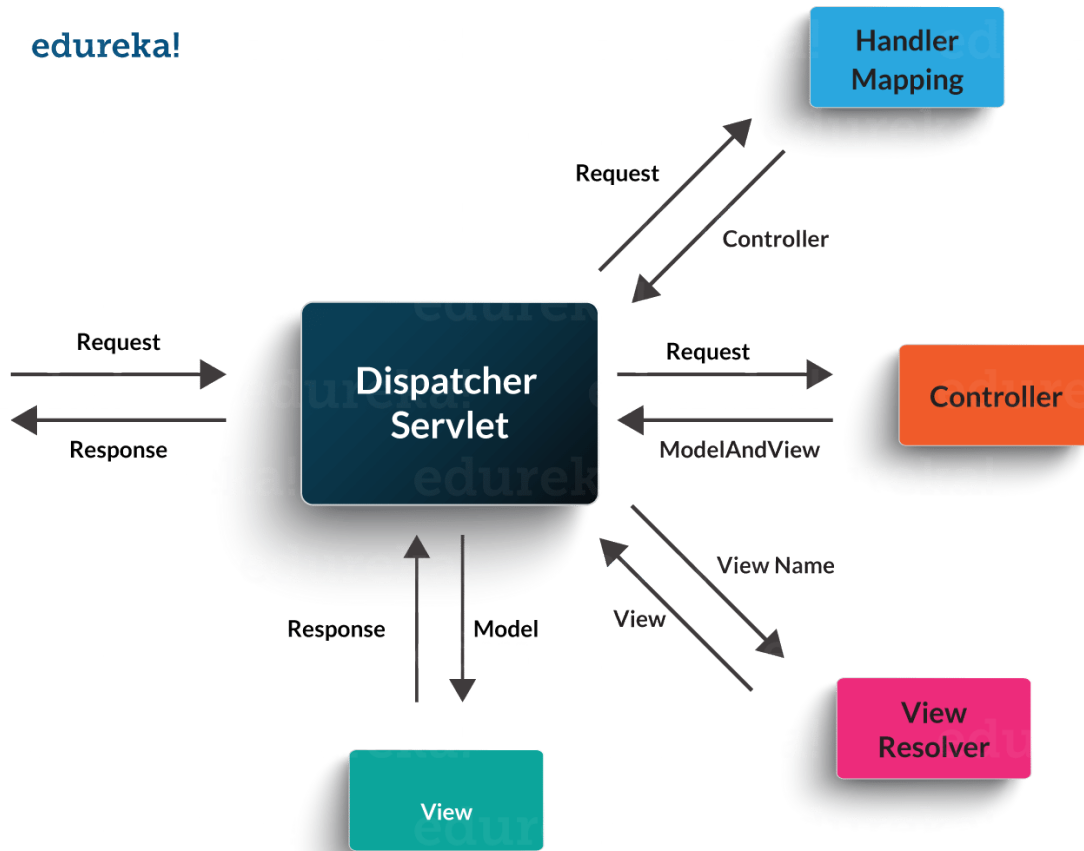 edureka!
Handler
Mapping
Request
Controller
Request
Response
Dispatcher
Servlet
Request
ModelAndView
Controller
View Name
View
Response
Model
View
Resolver
View